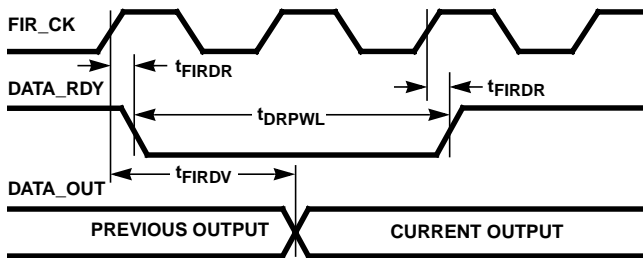 FIR_CK
tFIRDR
DATA_RDY
tFIRDR
tDRPWL
tFIRDV
DATA_OUT
PREVIOUS OUTPUT
CURRENT OUTPUT